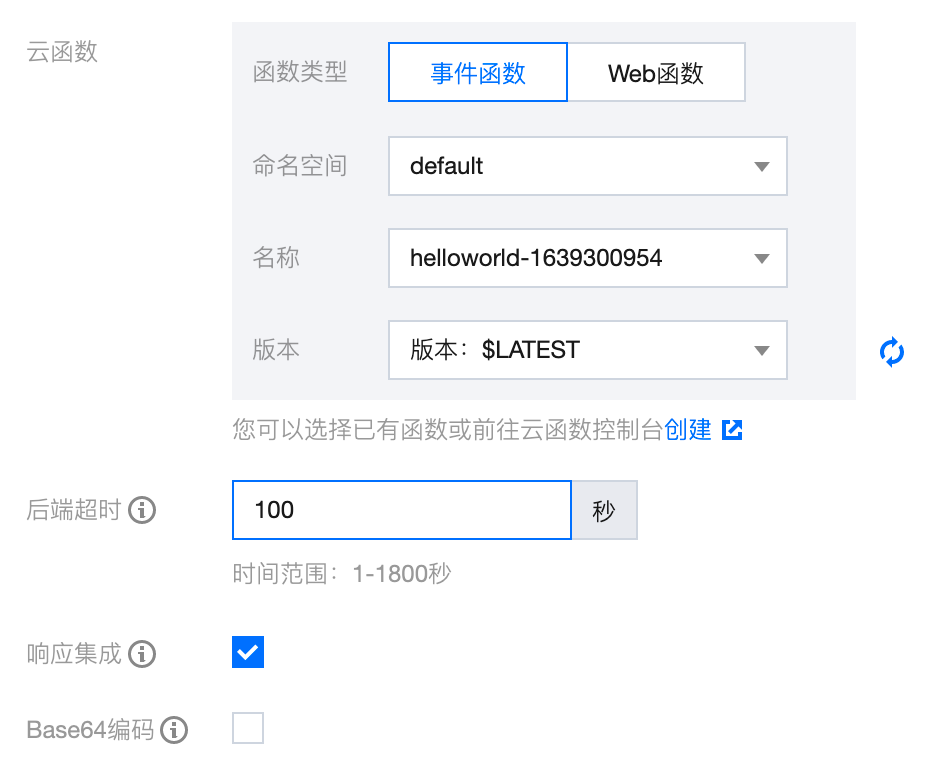 云函数
函数类型 事件函数 Web函数
命名空间 default
名称 helloworld-1639300954
版本 版本：$LATEST
您可以选择已有函数或前往云函数控制台创建
后端超时 100 秒
时间范围：1-1800秒
响应集成
Base64编码